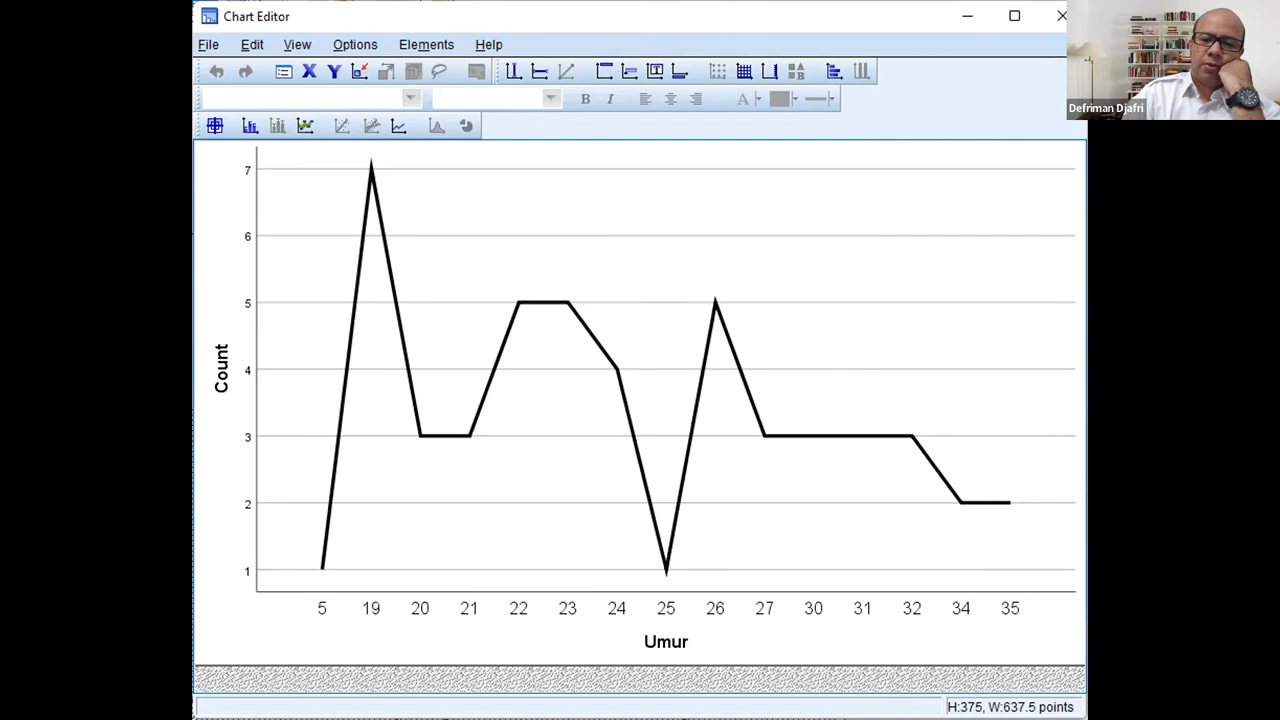 Chart Editor
File Edit View Options Elements Help
X Y
B I A
Defriman Djafri
7
6
5
4
3
2
1
Count
5 19 20 21 22 23 24 25 26 27 30 31 32 34 35
Umur
H:375, W:637.5 points